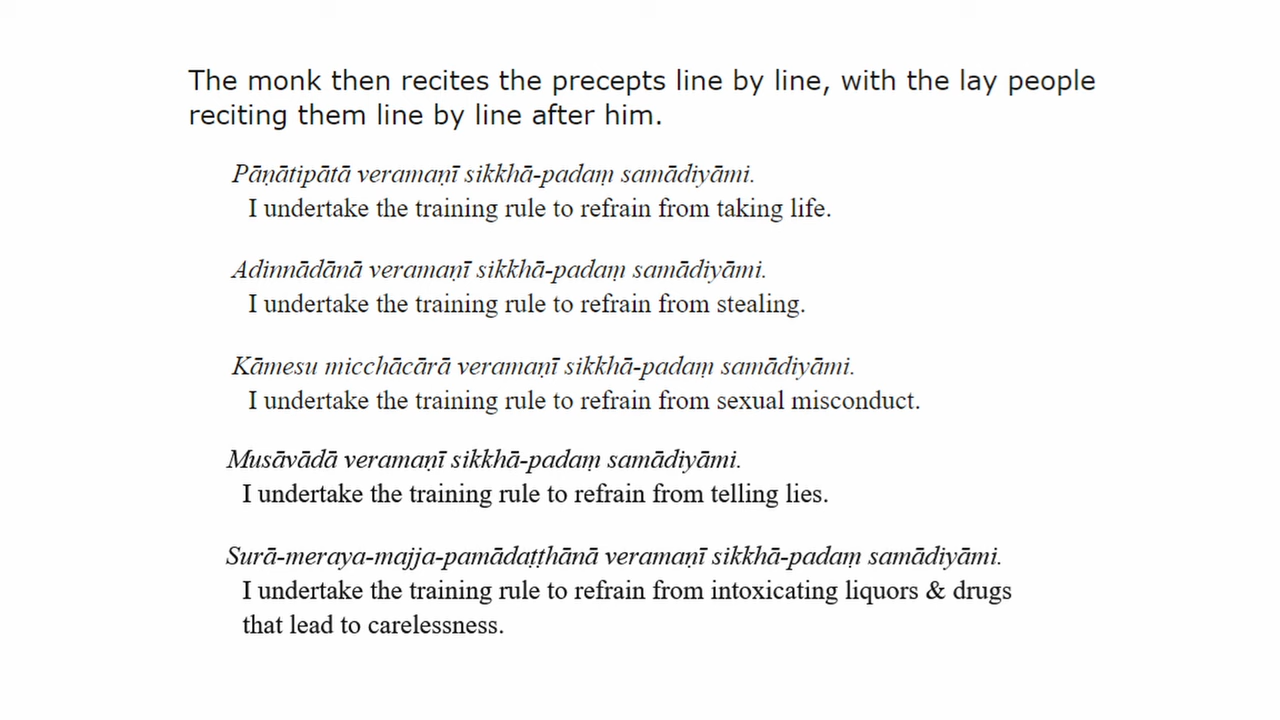 The monk then recites the precepts line by line, with the lay people
reciting them line by line after him.
Pāṇātipātā veramaṇī sikkhā-padaṃ samādiyāmi.
I undertake the training rule to refrain from taking life.
Adinnādānā veramaṇī sikkhā-padaṃ samādiyāmi.
I undertake the training rule to refrain from stealing.
Kāmesu micchācārā veramaṇī sikkhā-padaṃ samādiyāmi.
I undertake the training rule to refrain from sexual misconduct.
Musāvādā veramaṇī sikkhā-padaṃ samādiyāmi.
I undertake the training rule to refrain from telling lies.
Surā-meraya-majja-pamādaṭṭhānā veramaṇī sikkhā-padaṃ samādiyāmi.
I undertake the training rule to refrain from intoxicating liquors & drugs
that lead to carelessness.